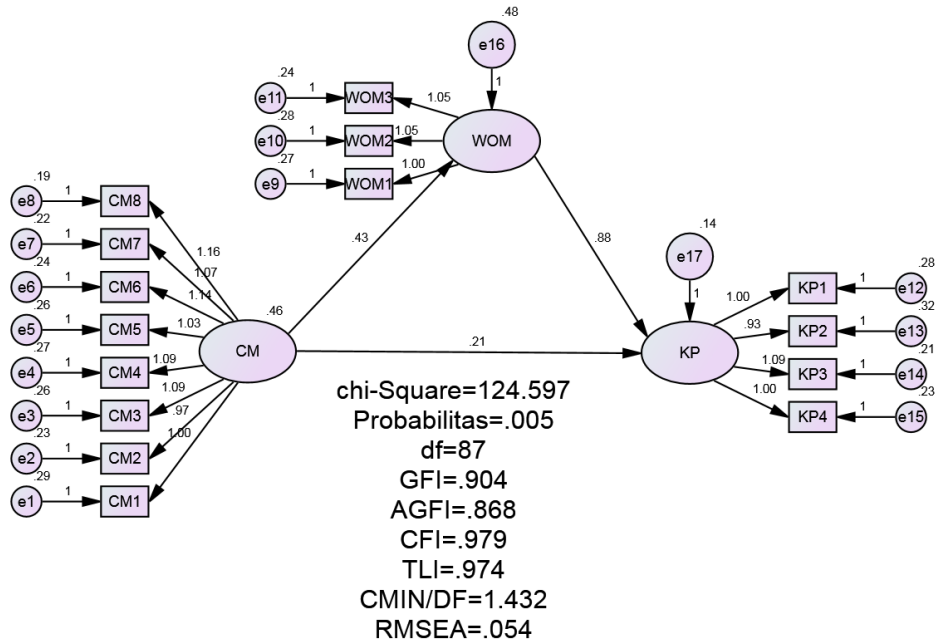 .48
e16
1
.24
e11
1
WOM3
1.05
.28
e10
1
WOM2
1.05
WOM
.27
e9
1
WOM1
1.00
.19
e8
1
CM8
.22
e7
1
CM7
1.16
.24
e6
1
CM6
1.07
.26
e5
1
CM5
1.14
.27
e4
1
CM4
1.03
.26
e3
1
CM3
1.09
.23
e2
1
CM2
1.09
.29
e1
1
CM1
.97
1.00
.46
CM
.43
.88
.21
.14
e17
1
KP
1.00
KP1
1
.28
e12
.93
KP2
1
.32
e13
1.09
KP3
1
.21
e14
1.00
KP4
1
.23
e15
chi-Square=124.597
Probabilitas=.005
df=87
GFI=.904
AGFI=.868
CFI=.979
TLI=.974
CMIN/DF=1.432
RMSEA=.054